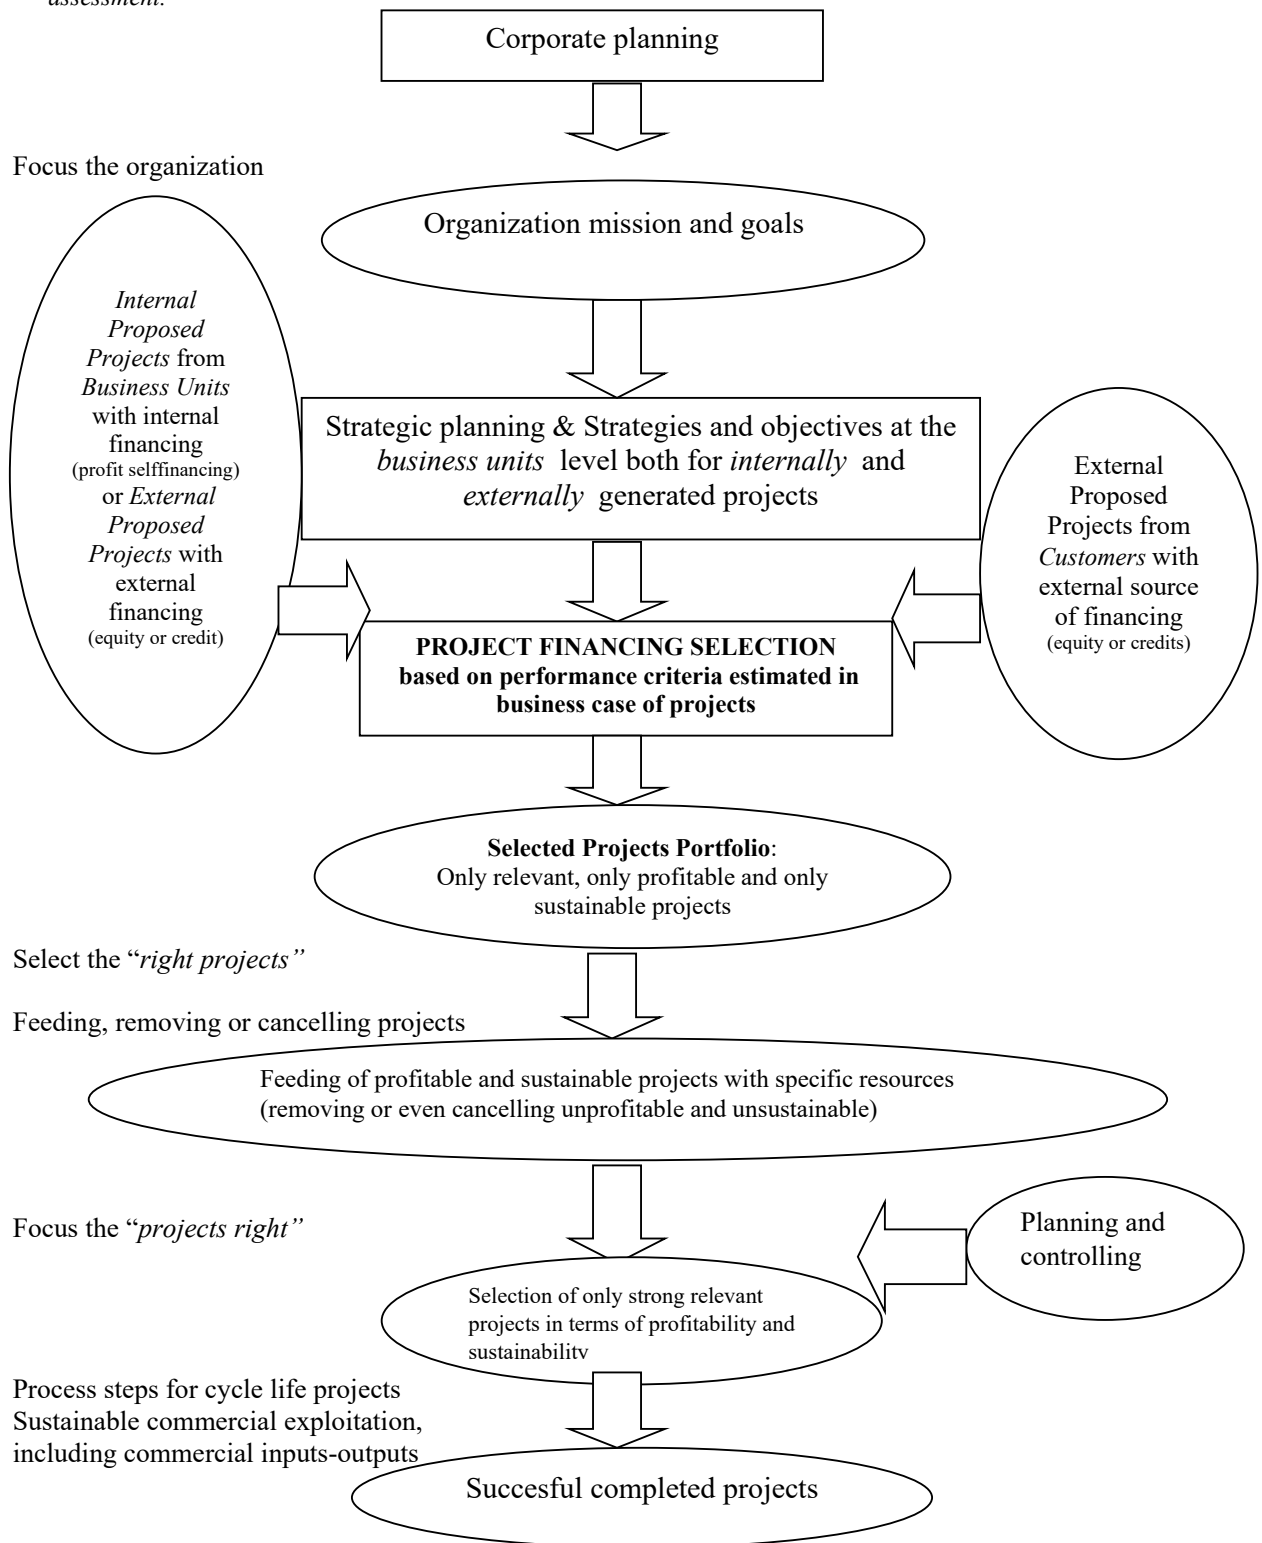 assessment.
Corporate planning
Focus the organization
Organization mission and goals
Internal
Proposed
Projects from
Business Units
with internal
financing
(profit selffinancing)
or External
Proposed
Projects with
external
financing
(equity or credit)
Strategic planning & Strategies and objectives at the
business units level both for internally and
externally generated projects
External
Proposed
Projects from
Customers with
external source
of financing
(equity or credits)
PROJECT FINANCING SELECTION
based on performance criteria estimated in
business case of projects
Selected Projects Portfolio:
Only relevant, only profitable and only
sustainable projects
Select the “right projects”
Feeding, removing or cancelling projects
Feeding of profitable and sustainable projects with specific resources
(removing or even cancelling unprofitable and unsustainable)
Focus the “projects right”
Planning and
controlling
Selection of only strong relevant
projects in terms of profitability and
sustainability
Process steps for cycle life projects
Sustainable commercial exploitation,
including commercial inputs-outputs
Succesful completed projects